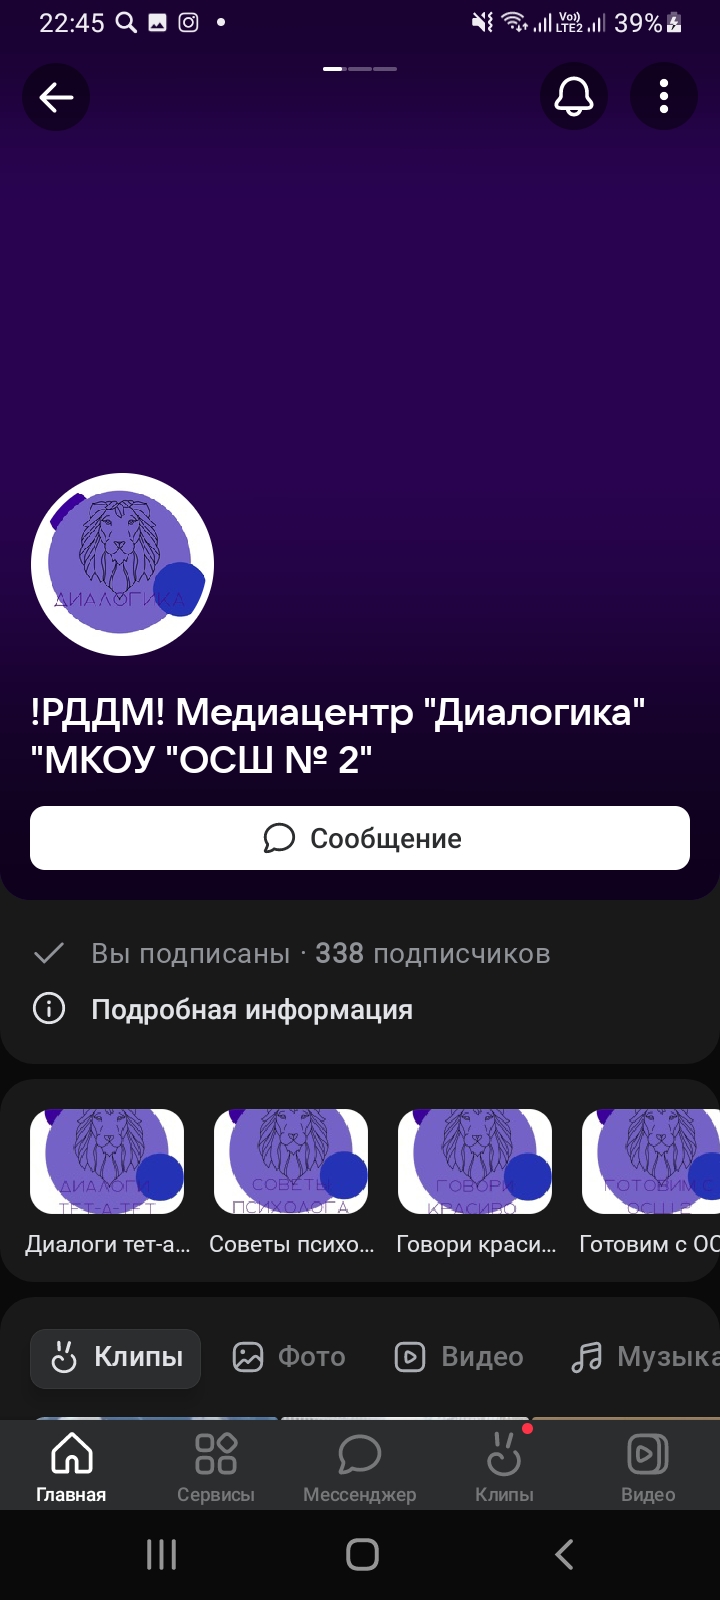 22:45
Vo))
LTE2
39%
ДИАЛОГИКА
!РДДМ! Медиацентр "Диалогика"
"МКОУ "ОСШ № 2"
Сообщение
Вы подписаны · 338 подписчиков
Подробная информация
ДИАЛОГИ
ТЕТ-А-ТЕТ
СОВЕТЫ
ПСИХОЛОГА
ГОВОРИ
КРАСИВО
ГОТОВИМ С
Диалоги тет-а...
Советы психо...
Говори краси...
Готовим с ОС
Клипы
Фото
Видео
Музыка
Главная
Сервисы
Мессенджер
Клипы
Видео